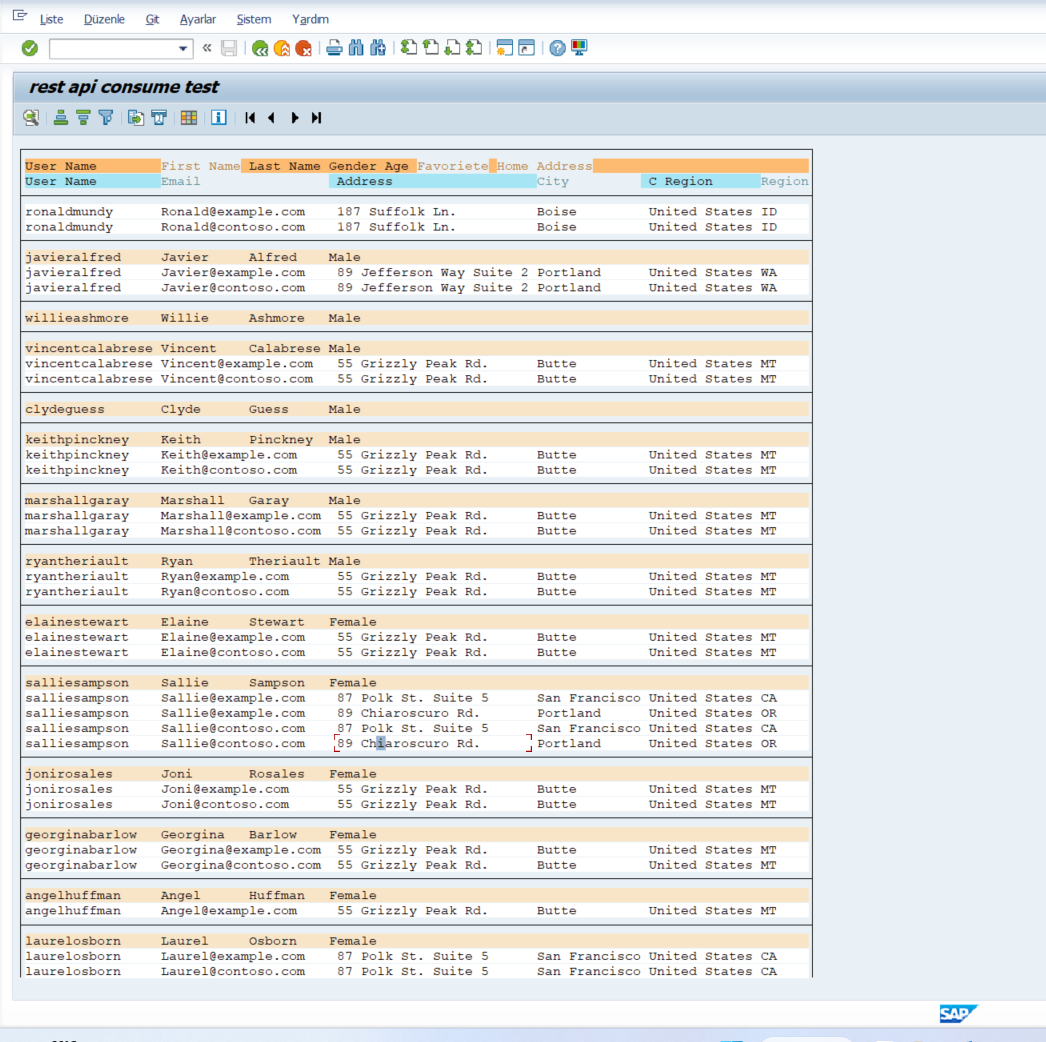 Liste Düzenle Git Ayarlar Sistem Yardım
rest api consume test
User Name First Name Last Name Gender Age Favoriete Home Address
User Name Email Address City C Region Region
ronaldmundy Ronald@example.com 187 Suffolk Ln. Boise United States ID
ronaldmundy Ronald@contoso.com 187 Suffolk Ln. Boise United States ID
javieralfred Javier Alfred Male
javieralfred Javier@example.com 89 Jefferson Way Suite 2 Portland United States WA
javieralfred Javier@contoso.com 89 Jefferson Way Suite 2 Portland United States WA
willieashmore Willie Ashmore Male
vincentcalabrese Vincent Calabrese Male
vincentcalabrese Vincent@example.com 55 Grizzly Peak Rd. Butte United States MT
vincentcalabrese Vincent@contoso.com 55 Grizzly Peak Rd. Butte United States MT
clydeguess Clyde Guess Male
keithpinckney Keith Pinckney Male
keithpinckney Keith@example.com 55 Grizzly Peak Rd. Butte United States MT
keithpinckney Keith@contoso.com 55 Grizzly Peak Rd. Butte United States MT
marshallgaray Marshall Garay Male
marshallgaray Marshall@example.com 55 Grizzly Peak Rd. Butte United States MT
marshallgaray Marshall@contoso.com 55 Grizzly Peak Rd. Butte United States MT
ryantheriault Ryan Theriault Male
ryantheriault Ryan@example.com 55 Grizzly Peak Rd. Butte United States MT
ryantheriault Ryan@contoso.com 55 Grizzly Peak Rd. Butte United States MT
elainestewart Elaine Stewart Female
elainestewart Elaine@example.com 55 Grizzly Peak Rd. Butte United States MT
elainestewart Elaine@contoso.com 55 Grizzly Peak Rd. Butte United States MT
salliesampson Sallie Sampson Female
salliesampson Sallie@example.com 87 Polk St. Suite 5 San Francisco United States CA
salliesampson Sallie@example.com 89 Chiaroscuro Rd. Portland United States OR
salliesampson Sallie@contoso.com 87 Polk St. Suite 5 San Francisco United States CA
salliesampson Sallie@contoso.com 89 Chiaroscuro Rd. Portland United States OR
jonirosales Joni Rosales Female
jonirosales Joni@example.com 55 Grizzly Peak Rd. Butte United States MT
jonirosales Joni@contoso.com 55 Grizzly Peak Rd. Butte United States MT
georginabarlow Georgina Barlow Female
georginabarlow Georgina@example.com 55 Grizzly Peak Rd. Butte United States MT
georginabarlow Georgina@contoso.com 55 Grizzly Peak Rd. Butte United States MT
angelhuffman Angel Huffman Female
angelhuffman Angel@example.com 55 Grizzly Peak Rd. Butte United States MT
laurelosborn Laurel Osborn Female
laurelosborn Laurel@example.com 87 Polk St. Suite 5 San Francisco United States CA
laurelosborn Laurel@contoso.com 87 Polk St. Suite 5 San Francisco United States CA
SAP